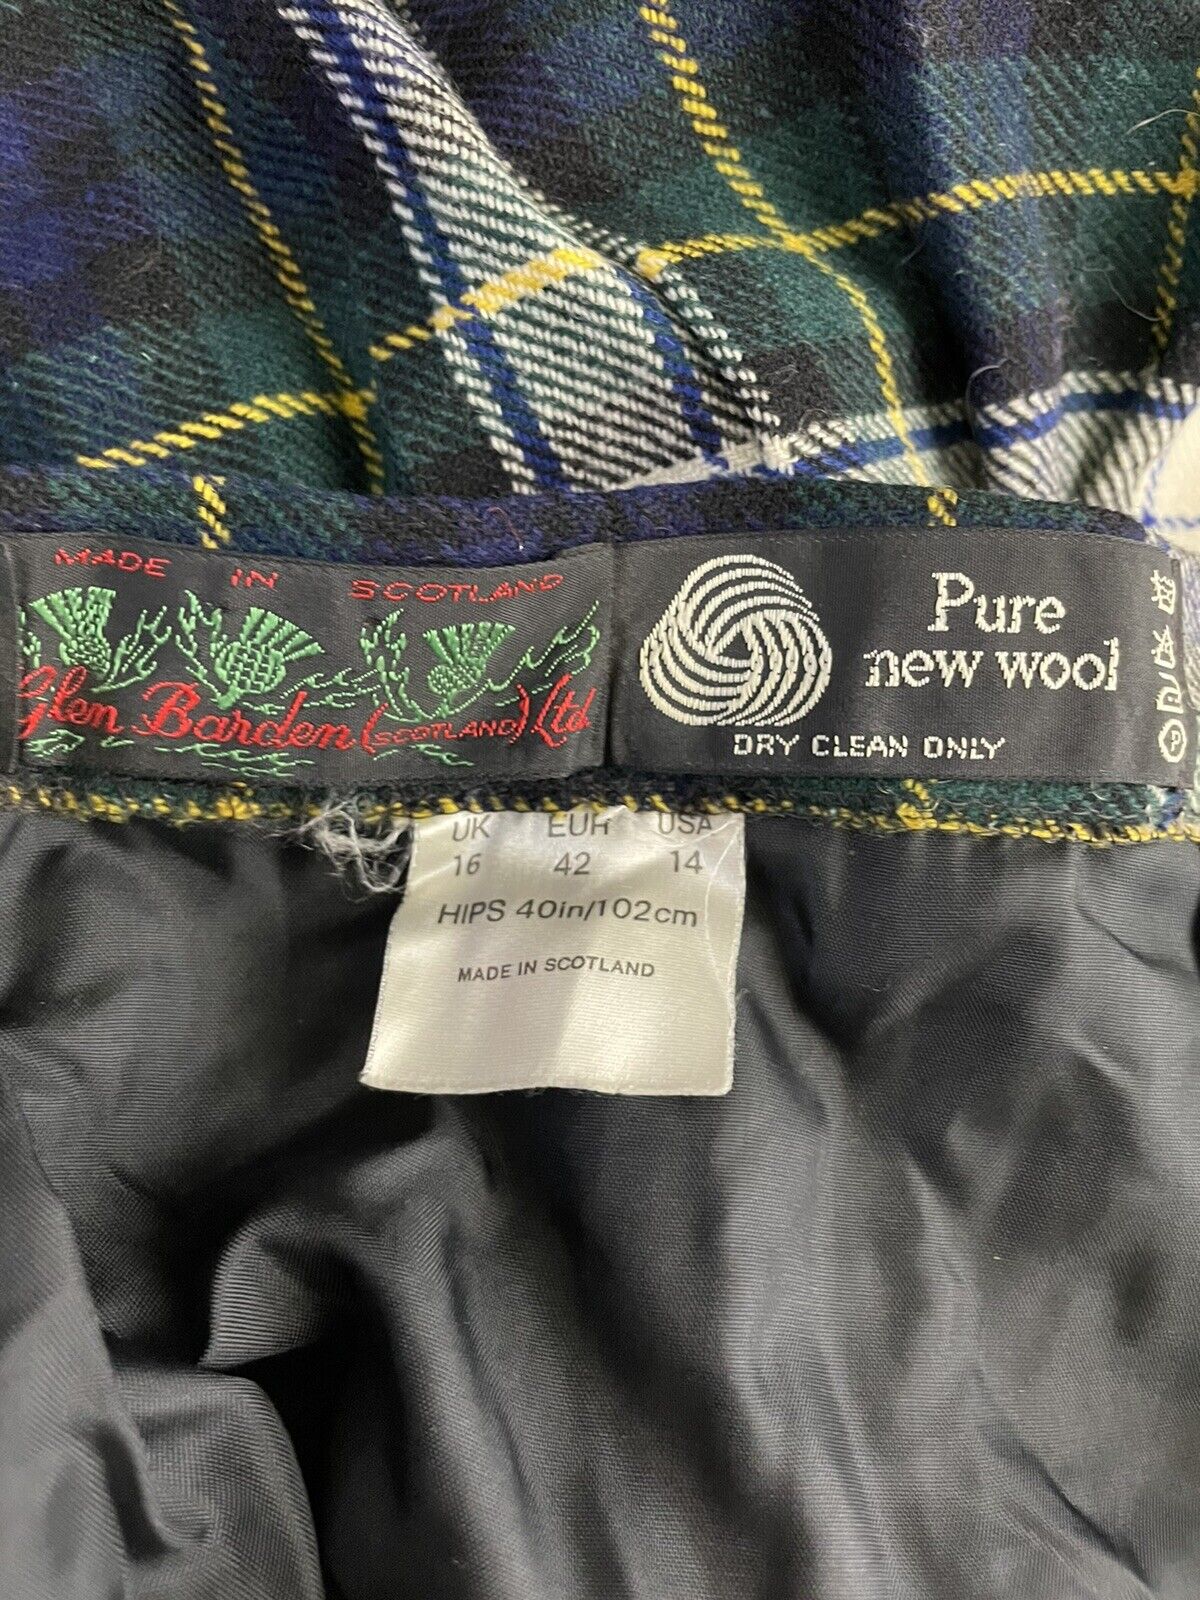 MADE IN SCOTLAND
Glen Barden (SCOTLAND) Ltd.
Pure
new wool
DRY CLEAN ONLY
P
UK EUR USA
16 42 14
HIPS 40in/102cm
MADE IN SCOTLAND